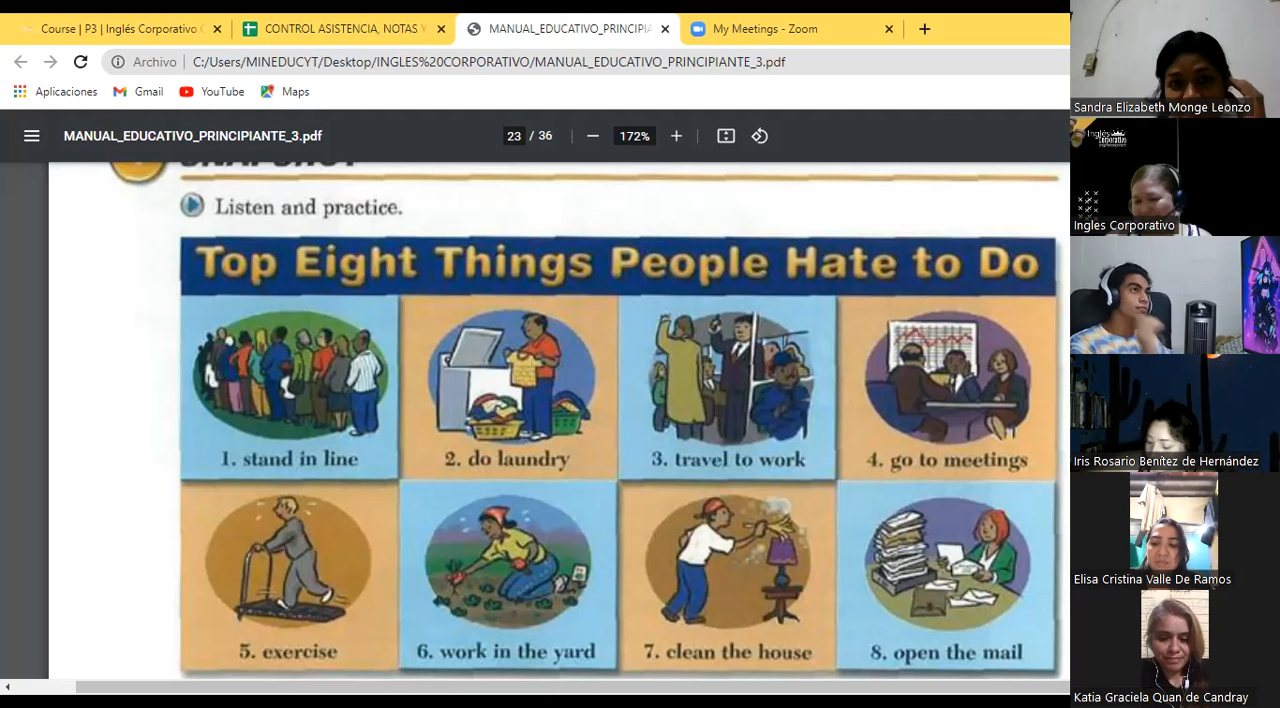 Course | P3 | Inglés Corporativo
CONTROL ASISTENCIA, NOTAS Y
MANUAL_EDUCATIVO_PRINCIPIA
My Meetings - Zoom
Archivo
C:/Users/MINEDUCYT/Desktop/INGLES%20CORPORATIVO/MANUAL_EDUCATIVO_PRINCIPIANTE_3.pdf
Aplicaciones
Gmail
YouTube
Maps
MANUAL_EDUCATIVO_PRINCIPIANTE_3.pdf
23 / 36
172%
SNAPSHOT
Listen and practice.
Top Eight Things People Hate to Do
1. stand in line
2. do laundry
3. travel to work
4. go to meetings
5. exercise
6. work in the yard
7. clean the house
8. open the mail
Sandra Elizabeth Monge Leonzo
Inglés
Corporativo
Ingles Corporativo
Iris Rosario Benítez de Hernández
Elisa Cristina Valle De Ramos
Katia Graciela Quan de Candray